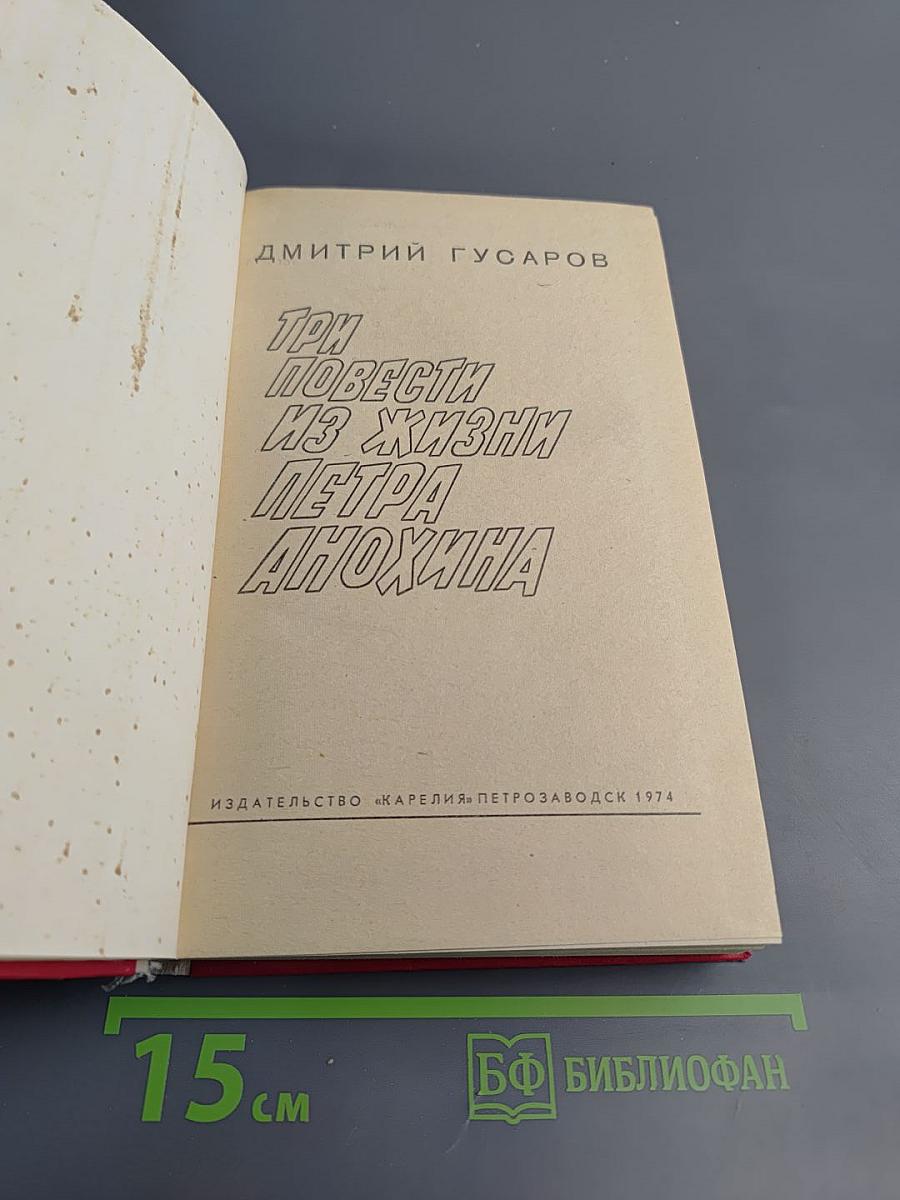 ДМИТРИЙ ГУСАРОВ
ТРИ
ПОВЕСТИ
ИЗ ЖИЗНИ
ПЕТРА
АНОХИНА
ИЗДАТЕЛЬСТВО «КАРЕЛИЯ» ПЕТРОЗАВОДСК 1974
15 см
БФ БИБЛИОФАН